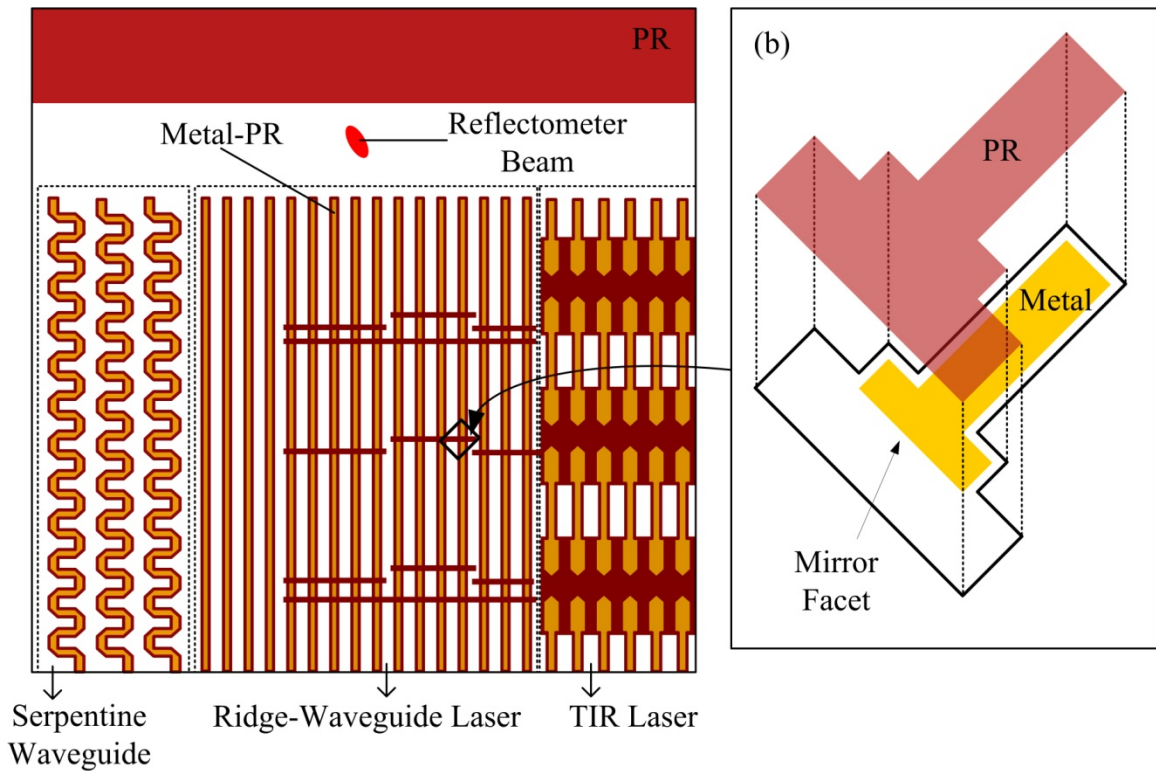 PR
Metal-PR
Reflectometer
Beam
Serpentine
Waveguide
Ridge-Waveguide Laser
TIR Laser
(b)
PR
Metal
Mirror
Facet